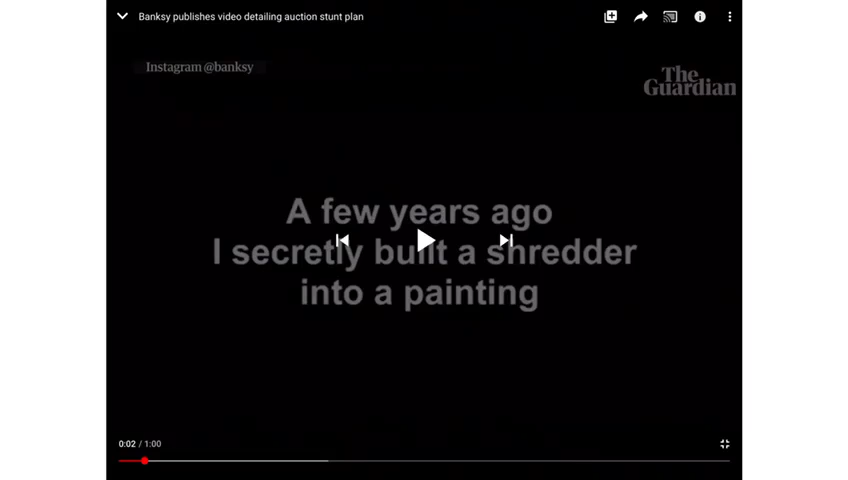 Banksy publishes video detailing auction stunt plan
Instagram @banksy
The
Guardian
A few years ago
I secretly built a shredder
into a painting
0:02 / 1:00